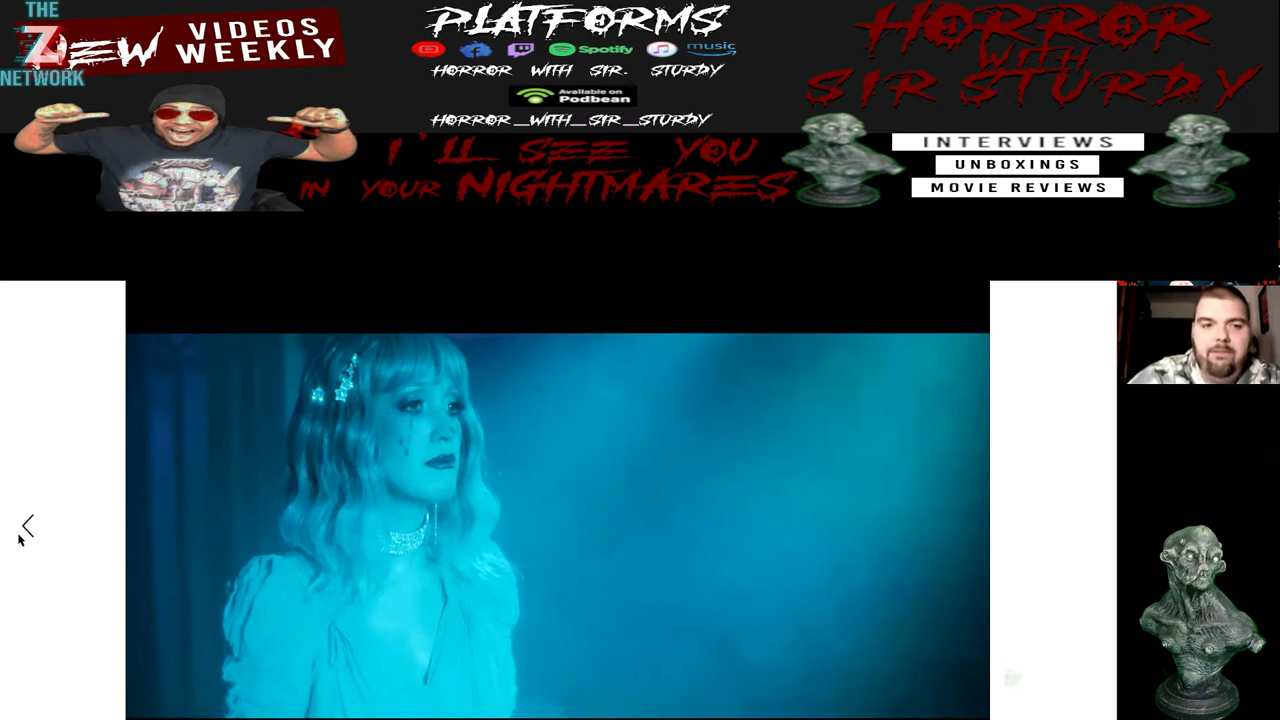 THE
Z
NETWORK
NEW VIDEOS
WEEKLY
PLATFORMS
Spotify
music
HORROR WITH SIR. STURDY
Available on
Podbean
HORROR_WITH_SIR_STURDY
HORROR
WITH
SIR STURDY
I'LL SEE YOU
IN YOUR NIGHTMARES
INTERVIEWS
UNBOXINGS
MOVIE REVIEWS